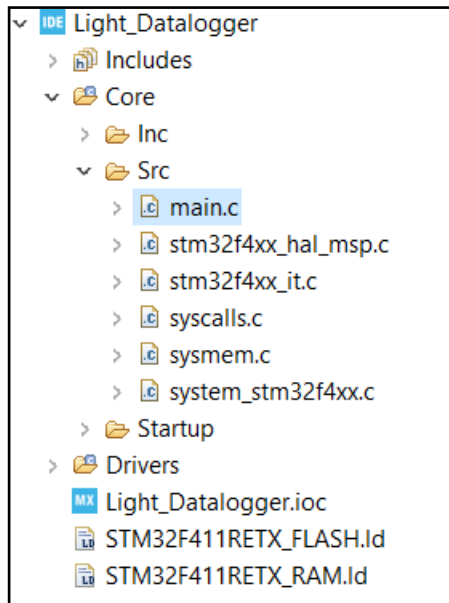 IDE Light_Datalogger
h Includes
c Core
Inc
Src
.c main.c
.c stm32f4xx_hal_msp.c
.c stm32f4xx_it.c
.c syscalls.c
.c sysmem.c
.c system_stm32f4xx.c
Startup
c Drivers
MX Light_Datalogger.ioc
LD STM32F411RETX_FLASH.ld
LD STM32F411RETX_RAM.ld